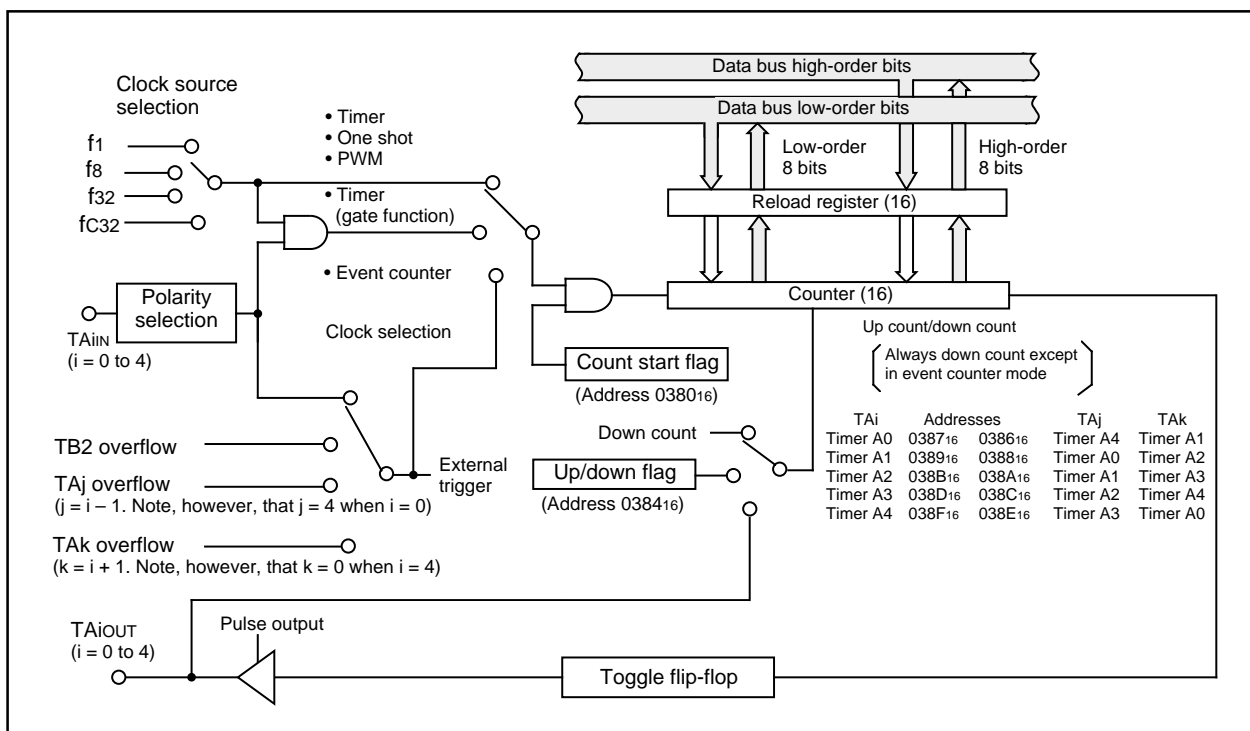 Data bus high-order bits
Data bus low-order bits
Clock source
selection
f1
f8
f32
fC32
• Timer
• One shot
• PWM
• Timer
(gate function)
• Event counter
Low-order
8 bits
High-order
8 bits
Reload register (16)
Counter (16)
Polarity
selection
TAiIN
(i = 0 to 4)
Clock selection
Up count/down count
Always down count except
in event counter mode
Count start flag
(Address 038016)
TB2 overflow
TAj overflow
(j = i – 1. Note, however, that j = 4 when i = 0)
TAk overflow
(k = i + 1. Note, however, that k = 0 when i = 4)
External
trigger
Down count
Up/down flag
(Address 038416)
TAi Addresses TAj TAk
Timer A0 038716 038616 Timer A4 Timer A1
Timer A1 038916 038816 Timer A0 Timer A2
Timer A2 038B16 038A16 Timer A1 Timer A3
Timer A3 038D16 038C16 Timer A2 Timer A4
Timer A4 038F16 038E16 Timer A3 Timer A0
TAiOUT
(i = 0 to 4)
Pulse output
Toggle flip-flop